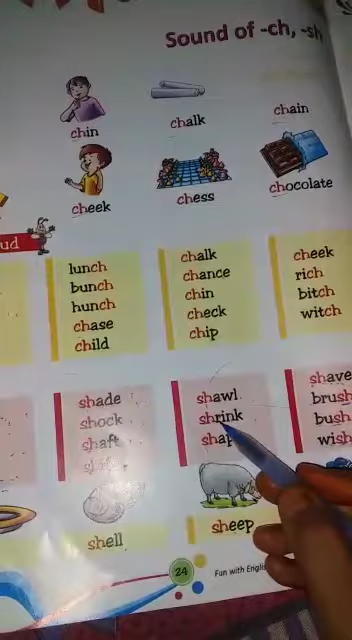 Sound of -ch, -sh
chin
chalk
chain
cheek
chess
chocolate
ud
lunch
bunch
hunch
chase
child
chalk
chance
chin
check
chip
cheek
rich
bitch
witch
shade
shock
shaft
shawl
shrink
shave
brush
bush
wish
shell
sheep
24
Fun with Englis